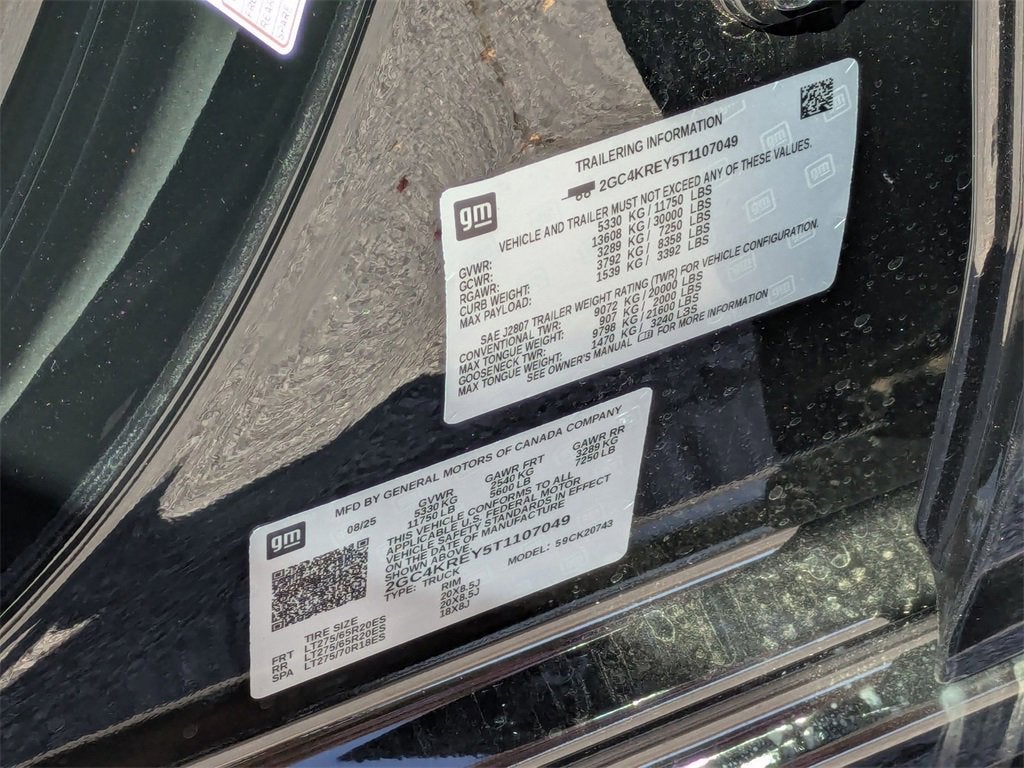 SPARE
gm
TRAILERING INFORMATION
2GC4KREY5T1107049
VEHICLE AND TRAILER MUST NOT EXCEED ANY OF THESE VALUES.
GVWR: 5330 KG / 11750 LBS
GCWR: 13608 KG / 30000 LBS
RGAWR: 3289 KG / 7250 LBS
CURB WEIGHT: 3792 KG / 8358 LBS
MAX PAYLOAD: 1539 KG / 3392 LBS
SAE J2807 TRAILER WEIGHT RATING (TWR) FOR VEHICLE CONFIGURATION.
CONVENTIONAL TWR: 9072 KG / 20000 LBS
MAX TONGUE WEIGHT: 907 KG / 2000 LBS
GOOSENECK TWR: 9798 KG / 21600 LBS
MAX TONGUE WEIGHT: 1470 KG / 3240 LBS
SEE OWNER'S MANUAL FOR MORE INFORMATION
gm
MFD BY GENERAL MOTORS OF CANADA COMPANY
08/25 GVWR GAWR FRT GAWR RR
5330 KG 2540 KG 3289 KG
11750 LB 5600 LB 7250 LB
THIS VEHICLE CONFORMS TO ALL
APPLICABLE U.S. FEDERAL MOTOR
VEHICLE SAFETY STANDARDS IN EFFECT
ON THE DATE OF MANUFACTURE
SHOWN ABOVE.
2GC4KREY5T1107049
TYPE: TRUCK MODEL: 59CK20743
TIRE SIZE RIM
FRT LT275/65R20ES 20X8.5J
RR LT275/65R20ES 20X8.5J
SPA LT275/70R18ES 18X8J